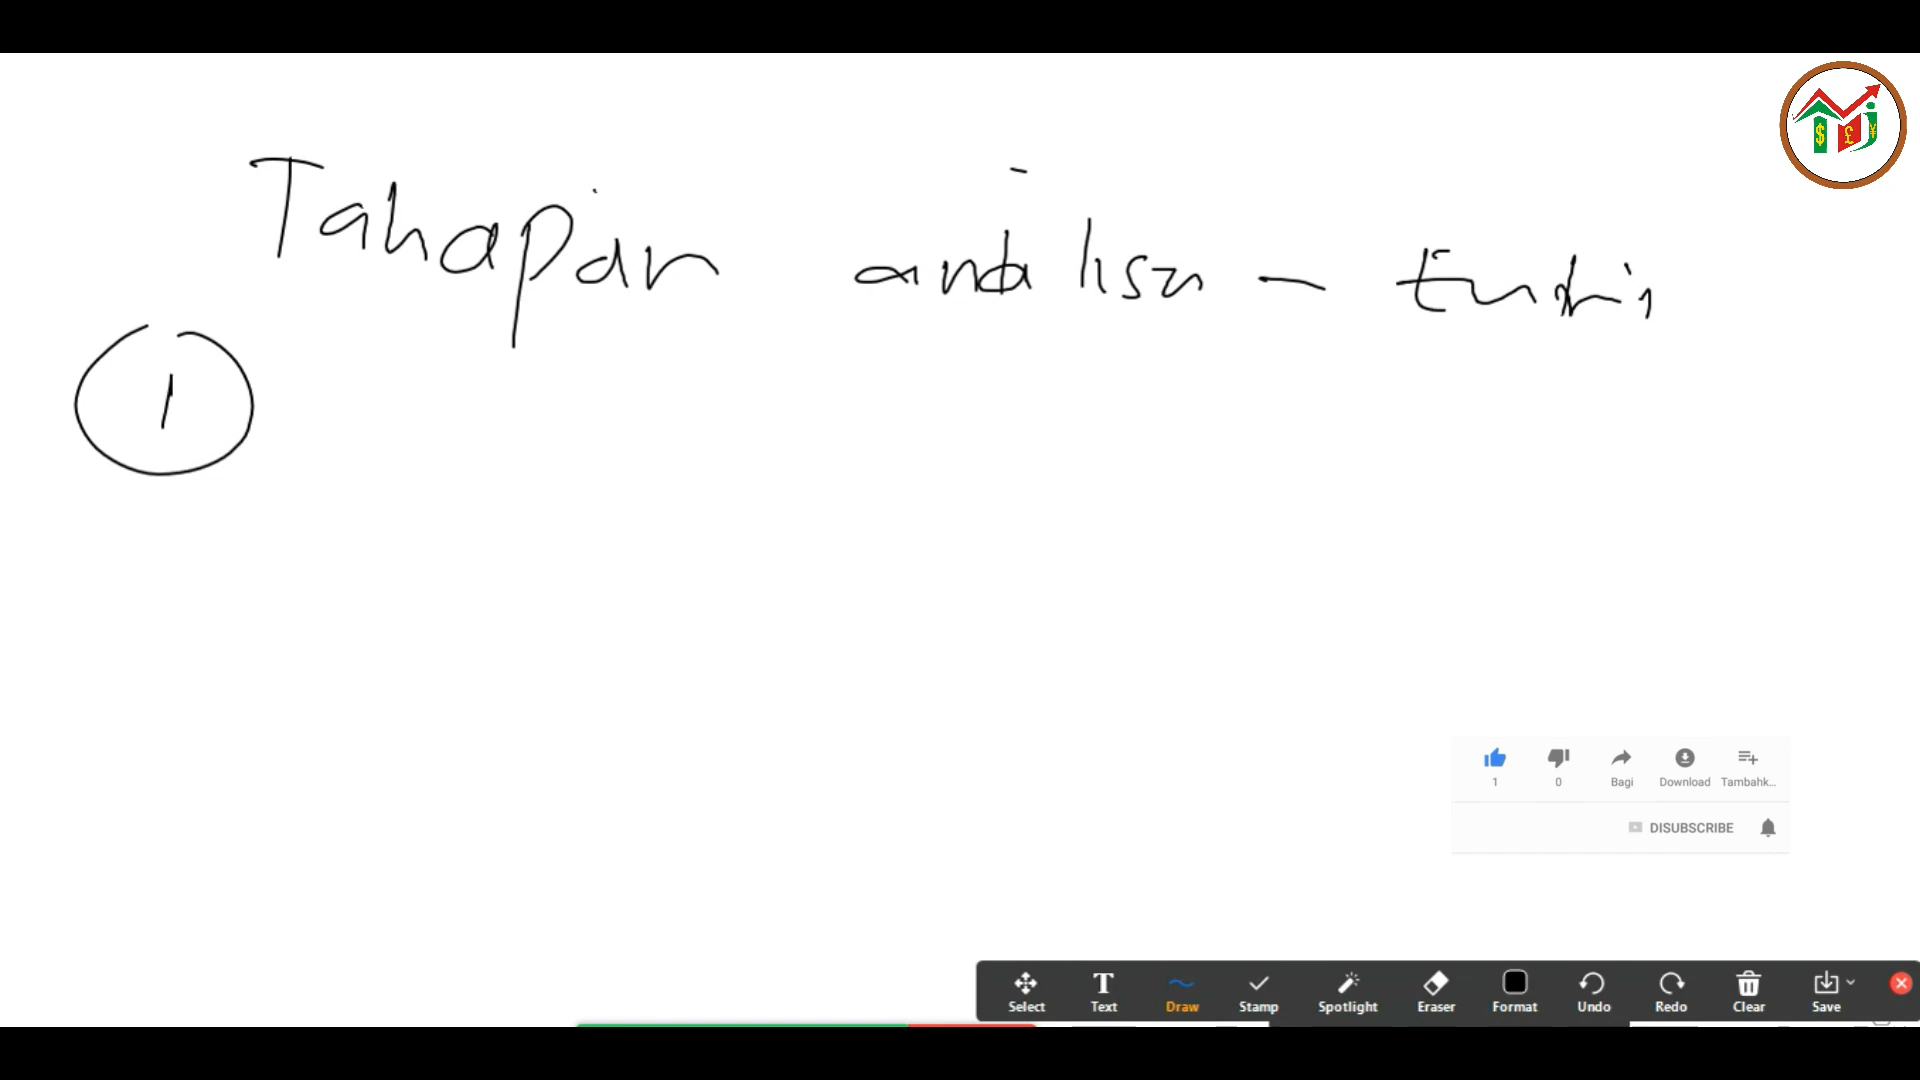 Tahapan analisa - Entri
1
1 0 Bagi Download Tambahk...
DISUBSCRIBE
Select Text Draw Stamp Spotlight Eraser Format Undo Redo Clear Save